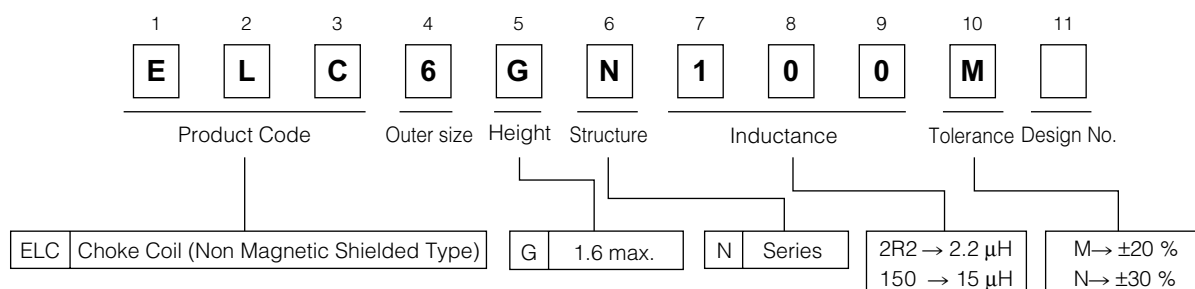 1 2 3 4 5 6 7 8 9 10 11
E L C 6 G N 1 0 0 M
Product Code Outer size Height Structure Inductance Tolerance Design No.
ELC Choke Coil (Non Magnetic Shielded Type) G 1.6 max. N Series 2R2 → 2.2 μH M→ ±20 %
150 → 15 μH N→ ±30 %